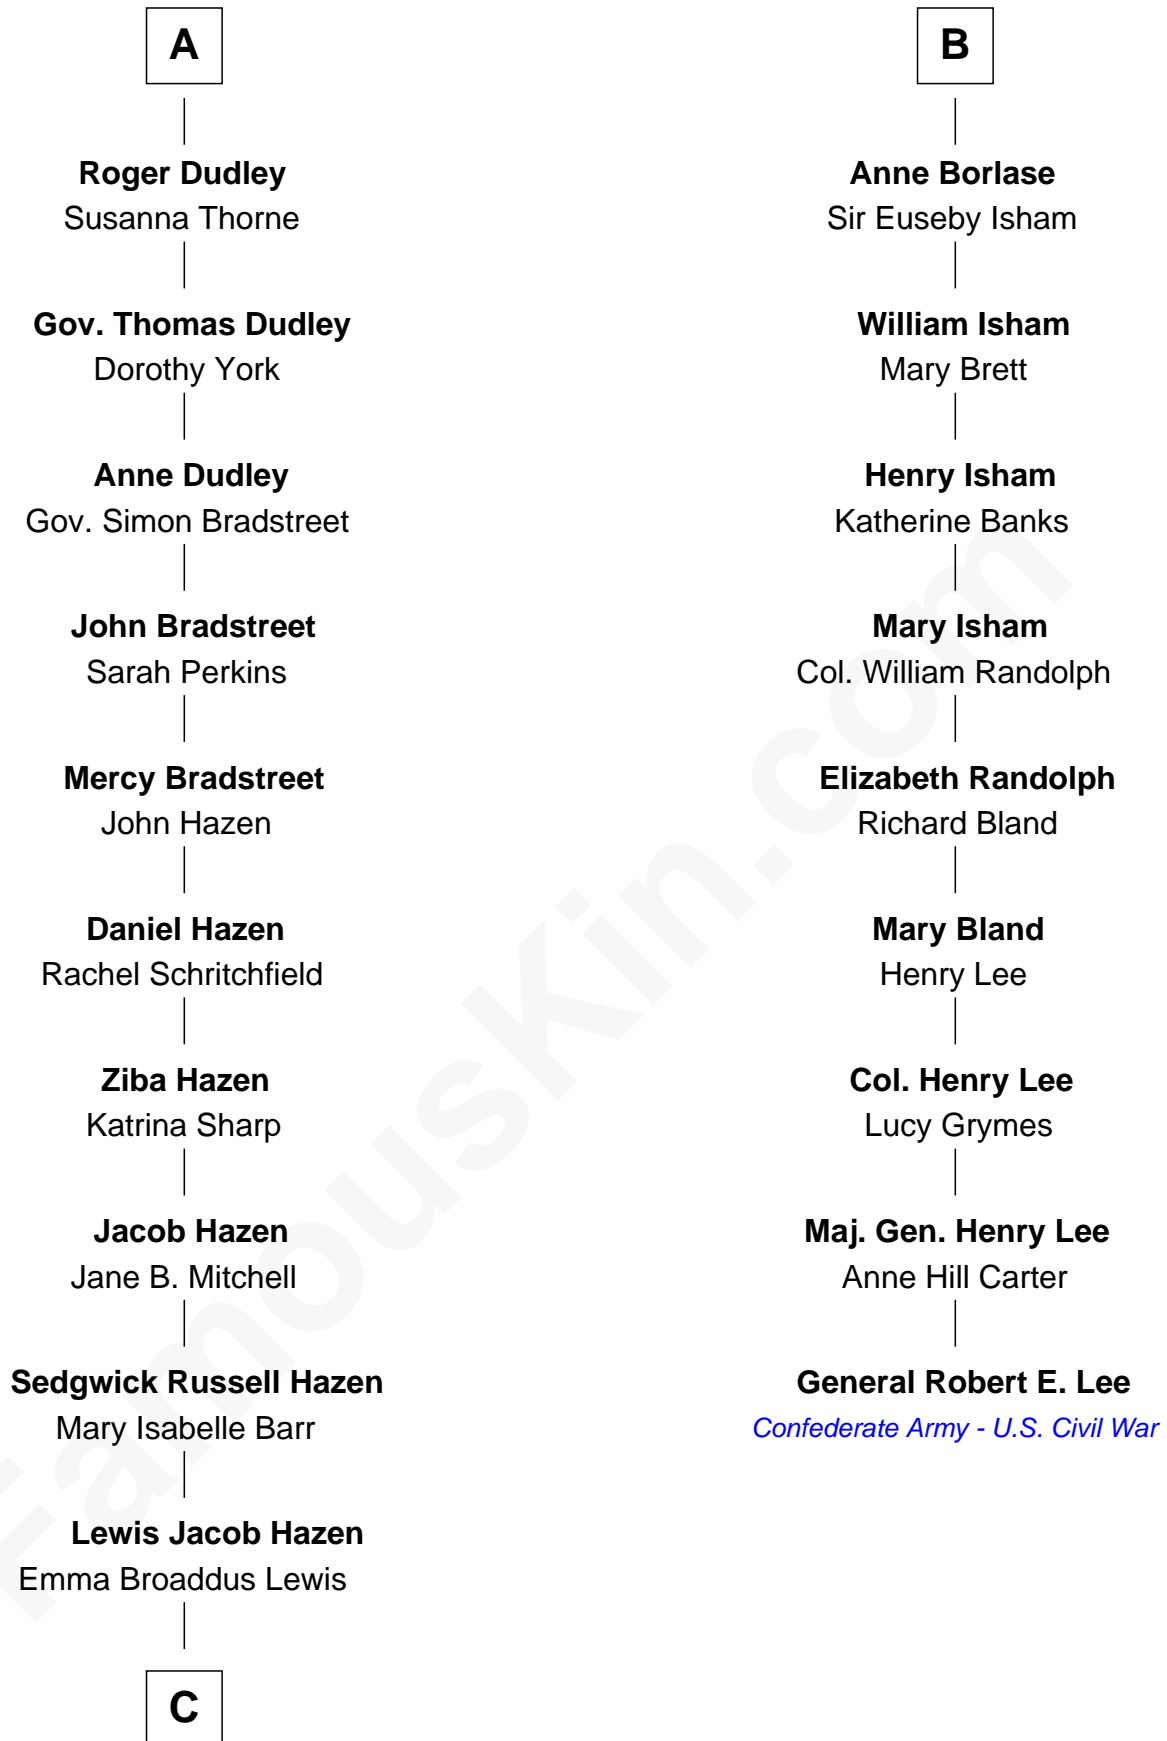 A
Roger Dudley
Susanna Thorne
Gov. Thomas Dudley
Dorothy York
Anne Dudley
Gov. Simon Bradstreet
John Bradstreet
Sarah Perkins
Mercy Bradstreet
John Hazen
Daniel Hazen
Rachel Schritchfield
Ziba Hazen
Katrina Sharp
Jacob Hazen
Jane B. Mitchell
Sedgwick Russell Hazen
Mary Isabelle Barr
Lewis Jacob Hazen
Emma Broaddus Lewis
C
B
Anne Borlase
Sir Euseby Isham
William Isham
Mary Brett
Henry Isham
Katherine Banks
Mary Isham
Col. William Randolph
Elizabeth Randolph
Richard Bland
Mary Bland
Henry Lee
Col. Henry Lee
Lucy Grymes
Maj. Gen. Henry Lee
Anne Hill Carter
General Robert E. Lee
Confederate Army - U.S. Civil War
FamousKin.com